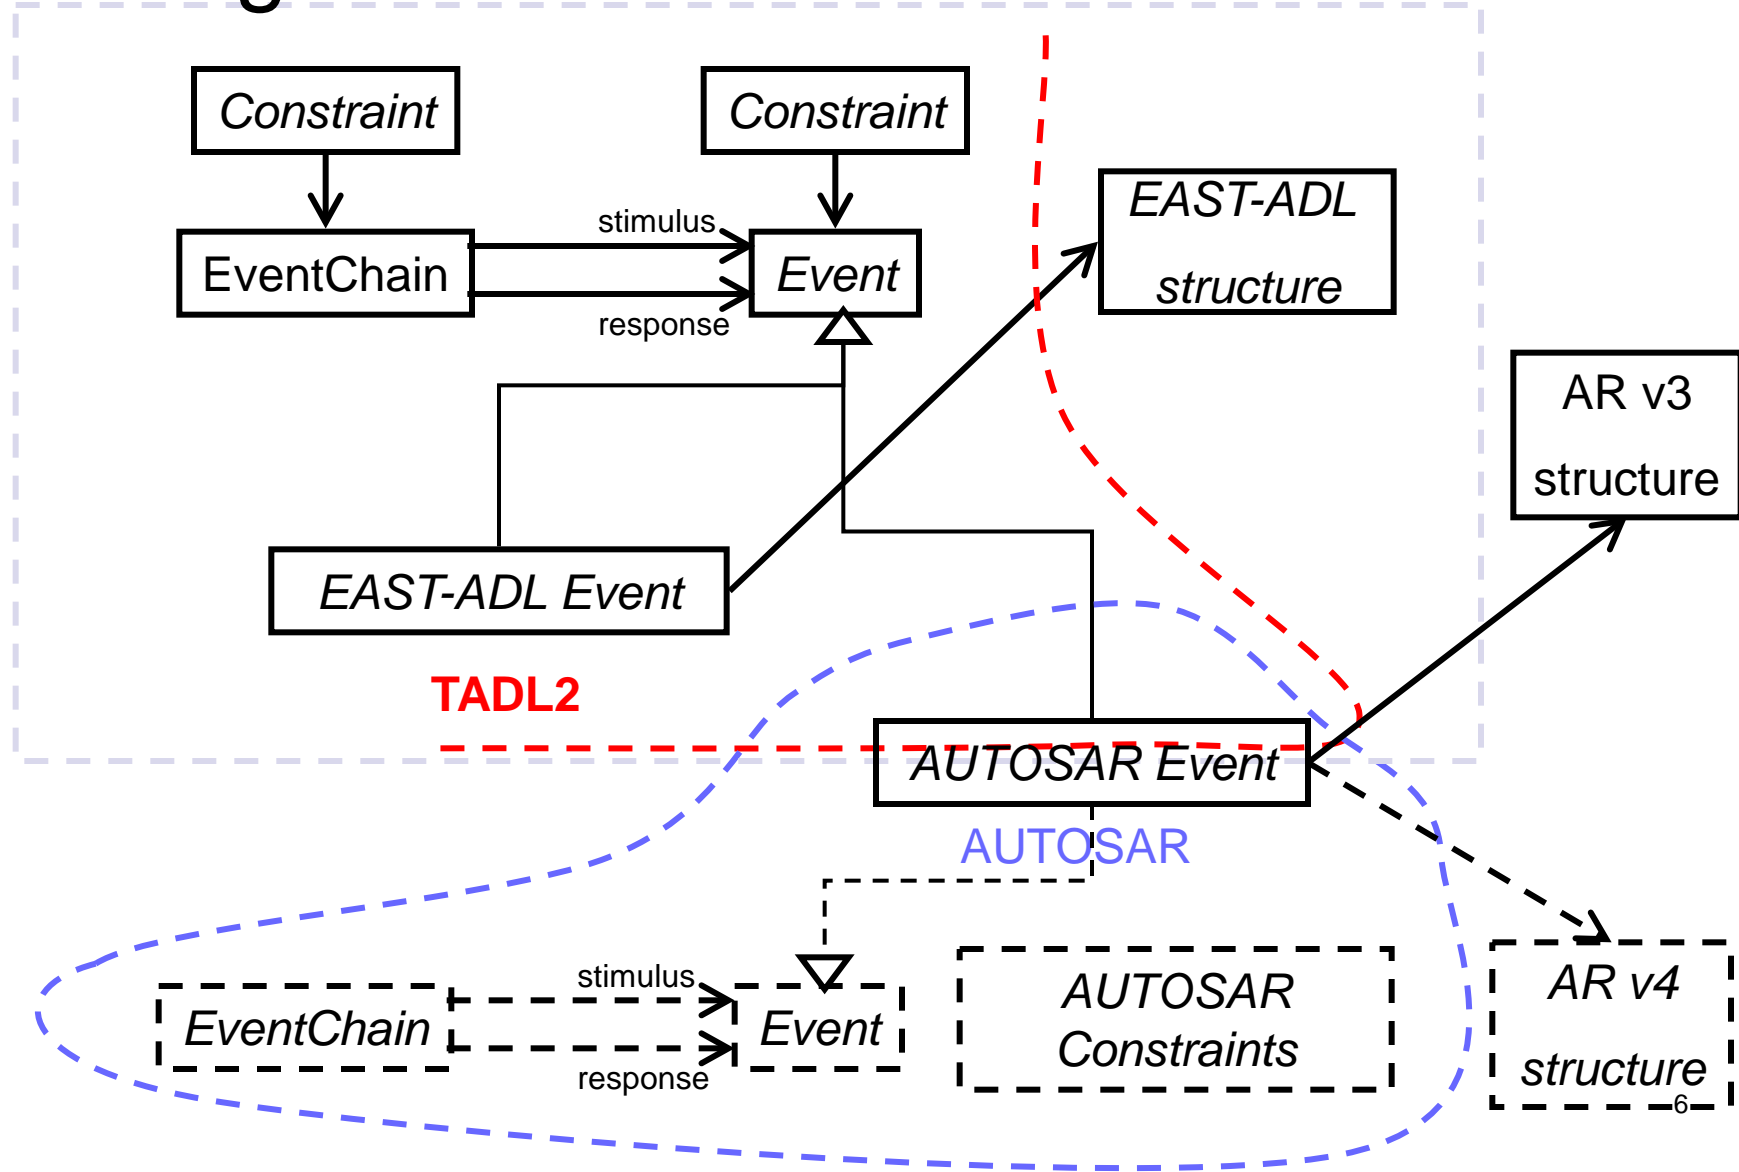 Constraint
Constraint
EAST-ADL
structure
stimulus
EventChain
Event
response
AR v3
structure
EAST-ADL Event
TADL2
AUTOSAR Event
AUTOSAR
stimulus
EventChain
Event
response
AUTOSAR
Constraints
AR v4
structure
6